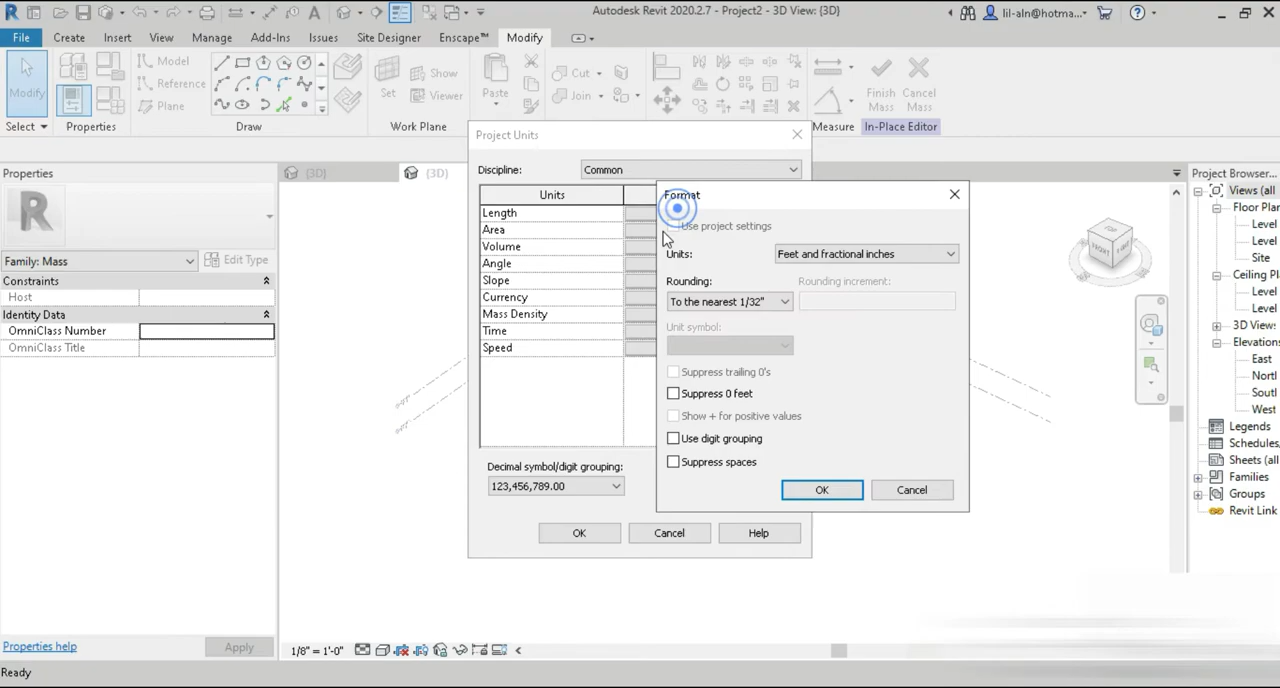 Autodesk Revit 2020.2.7 - Project2 - 3D View: {3D}
lil-aln@hotma...
File Create Insert View Manage Add-Ins Issues Site Designer Enscape™ Modify
Modify
Model
Reference
Plane
Set
Show
Viewer
Paste
Cut
Join
Finish Mass
Cancel Mass
Select Properties Draw Work Plane Measure In-Place Editor
Properties
{3D}
{3D}
Project Browser...
R
Family: Mass
Edit Type
Constraints
Host
Identity Data
OmniClass Number
OmniClass Title
Properties help
Apply
Project Units
Discipline: Common
Units
Length
Area
Volume
Angle
Slope
Currency
Mass Density
Time
Speed
Decimal symbol/digit grouping:
123,456,789.00
OK Cancel Help
Format
Use project settings
Units: Feet and fractional inches
Rounding: Rounding increment:
To the nearest 1/32"
Unit symbol:
Suppress trailing 0's
Suppress 0 feet
Show + for positive values
Use digit grouping
Suppress spaces
OK Cancel
TOP
FRONT
Views (all
Floor Plan
Level
Level
Site
Ceiling Pl
Level
Level
3D View:
Elevations
East
North
South
West
Legends
Schedules,
Sheets (all
Families
Groups
Revit Link
1/8" = 1'-0"
Ready